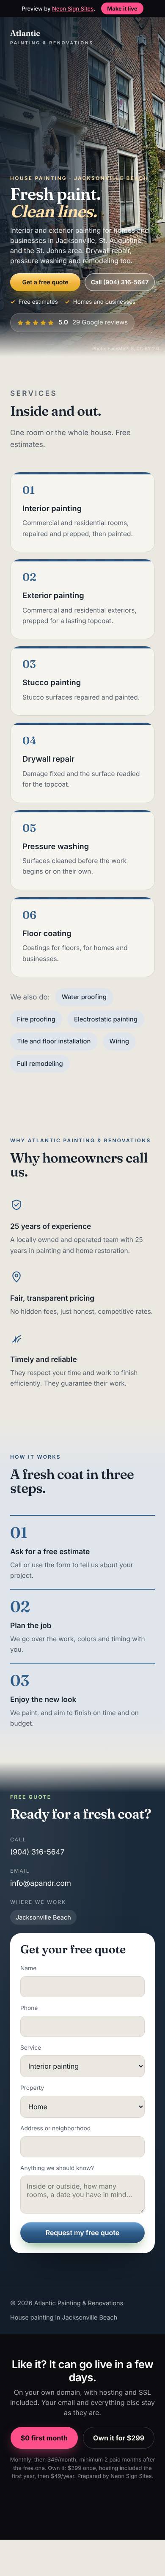 Preview by Neon Sign Sites.
Make it live
Atlantic
PAINTING & RENOVATIONS
HOUSE PAINTING · JACKSONVILLE BEACH
Fresh paint.
Clean lines.
Interior and exterior painting for homes and
businesses in Jacksonville, St. Augustine
and the St. Johns area. Drywall repair,
pressure washing and remodeling too.
Get a free quote
Call (904) 316-5647
✓ Free estimates ✓ Homes and businesses
★★★★★ 5.0 29 Google reviews
SERVICES
Inside and out.
One room or the whole house. Free
estimates.
01
Interior painting
Commercial and residential rooms,
repaired and prepped, then painted.
02
Exterior painting
Commercial and residential exteriors,
prepped for a lasting topcoat.
03
Stucco painting
Stucco surfaces repaired and painted.
04
Drywall repair
Damage fixed and the surface readied
for the topcoat.
05
Pressure washing
Surfaces cleaned before the work
begins or on their own.
06
Floor coating
Coatings for floors, for homes and
businesses.
We also do:
Water proofing
Fire proofing
Electrostatic painting
Tile and floor installation
Wiring
Full remodeling
WHY ATLANTIC PAINTING & RENOVATIONS
Why homeowners call
us.
25 years of experience
A locally owned and operated team with 25
years in painting and home restoration.
Fair, transparent pricing
No hidden fees, just honest, competitive rates.
Timely and reliable
They respect your time and work to finish
efficiently. They guarantee their work.
HOW IT WORKS
A fresh coat in three
steps.
01
Ask for a free estimate
Call or use the form to tell us about your
project.
02
Plan the job
We go over the work, colors and timing with
you.
03
Enjoy the new look
We paint, and aim to finish on time and on
budget.
FREE QUOTE
Ready for a fresh coat?
CALL
(904) 316-5647
EMAIL
info@apandr.com
WHERE WE WORK
Jacksonville Beach
Get your free quote
Name
Phone
Service
Interior painting
Property
Home
Address or neighborhood
Anything we should know?
Inside or outside, how many
rooms, a date you have in mind...
Request my free quote
© 2026 Atlantic Painting & Renovations
House painting in Jacksonville Beach
Like it? It can go live in a few
days.
On your own domain, with hosting and SSL
included. Your email and everything else stay
as they are.
$0 first month
Own it for $299
Monthly: then $49/month, minimum 2 paid months after
the free one. Own it: $299 once, hosting included the
first year, then $49/year. Prepared by Neon Sign Sites.